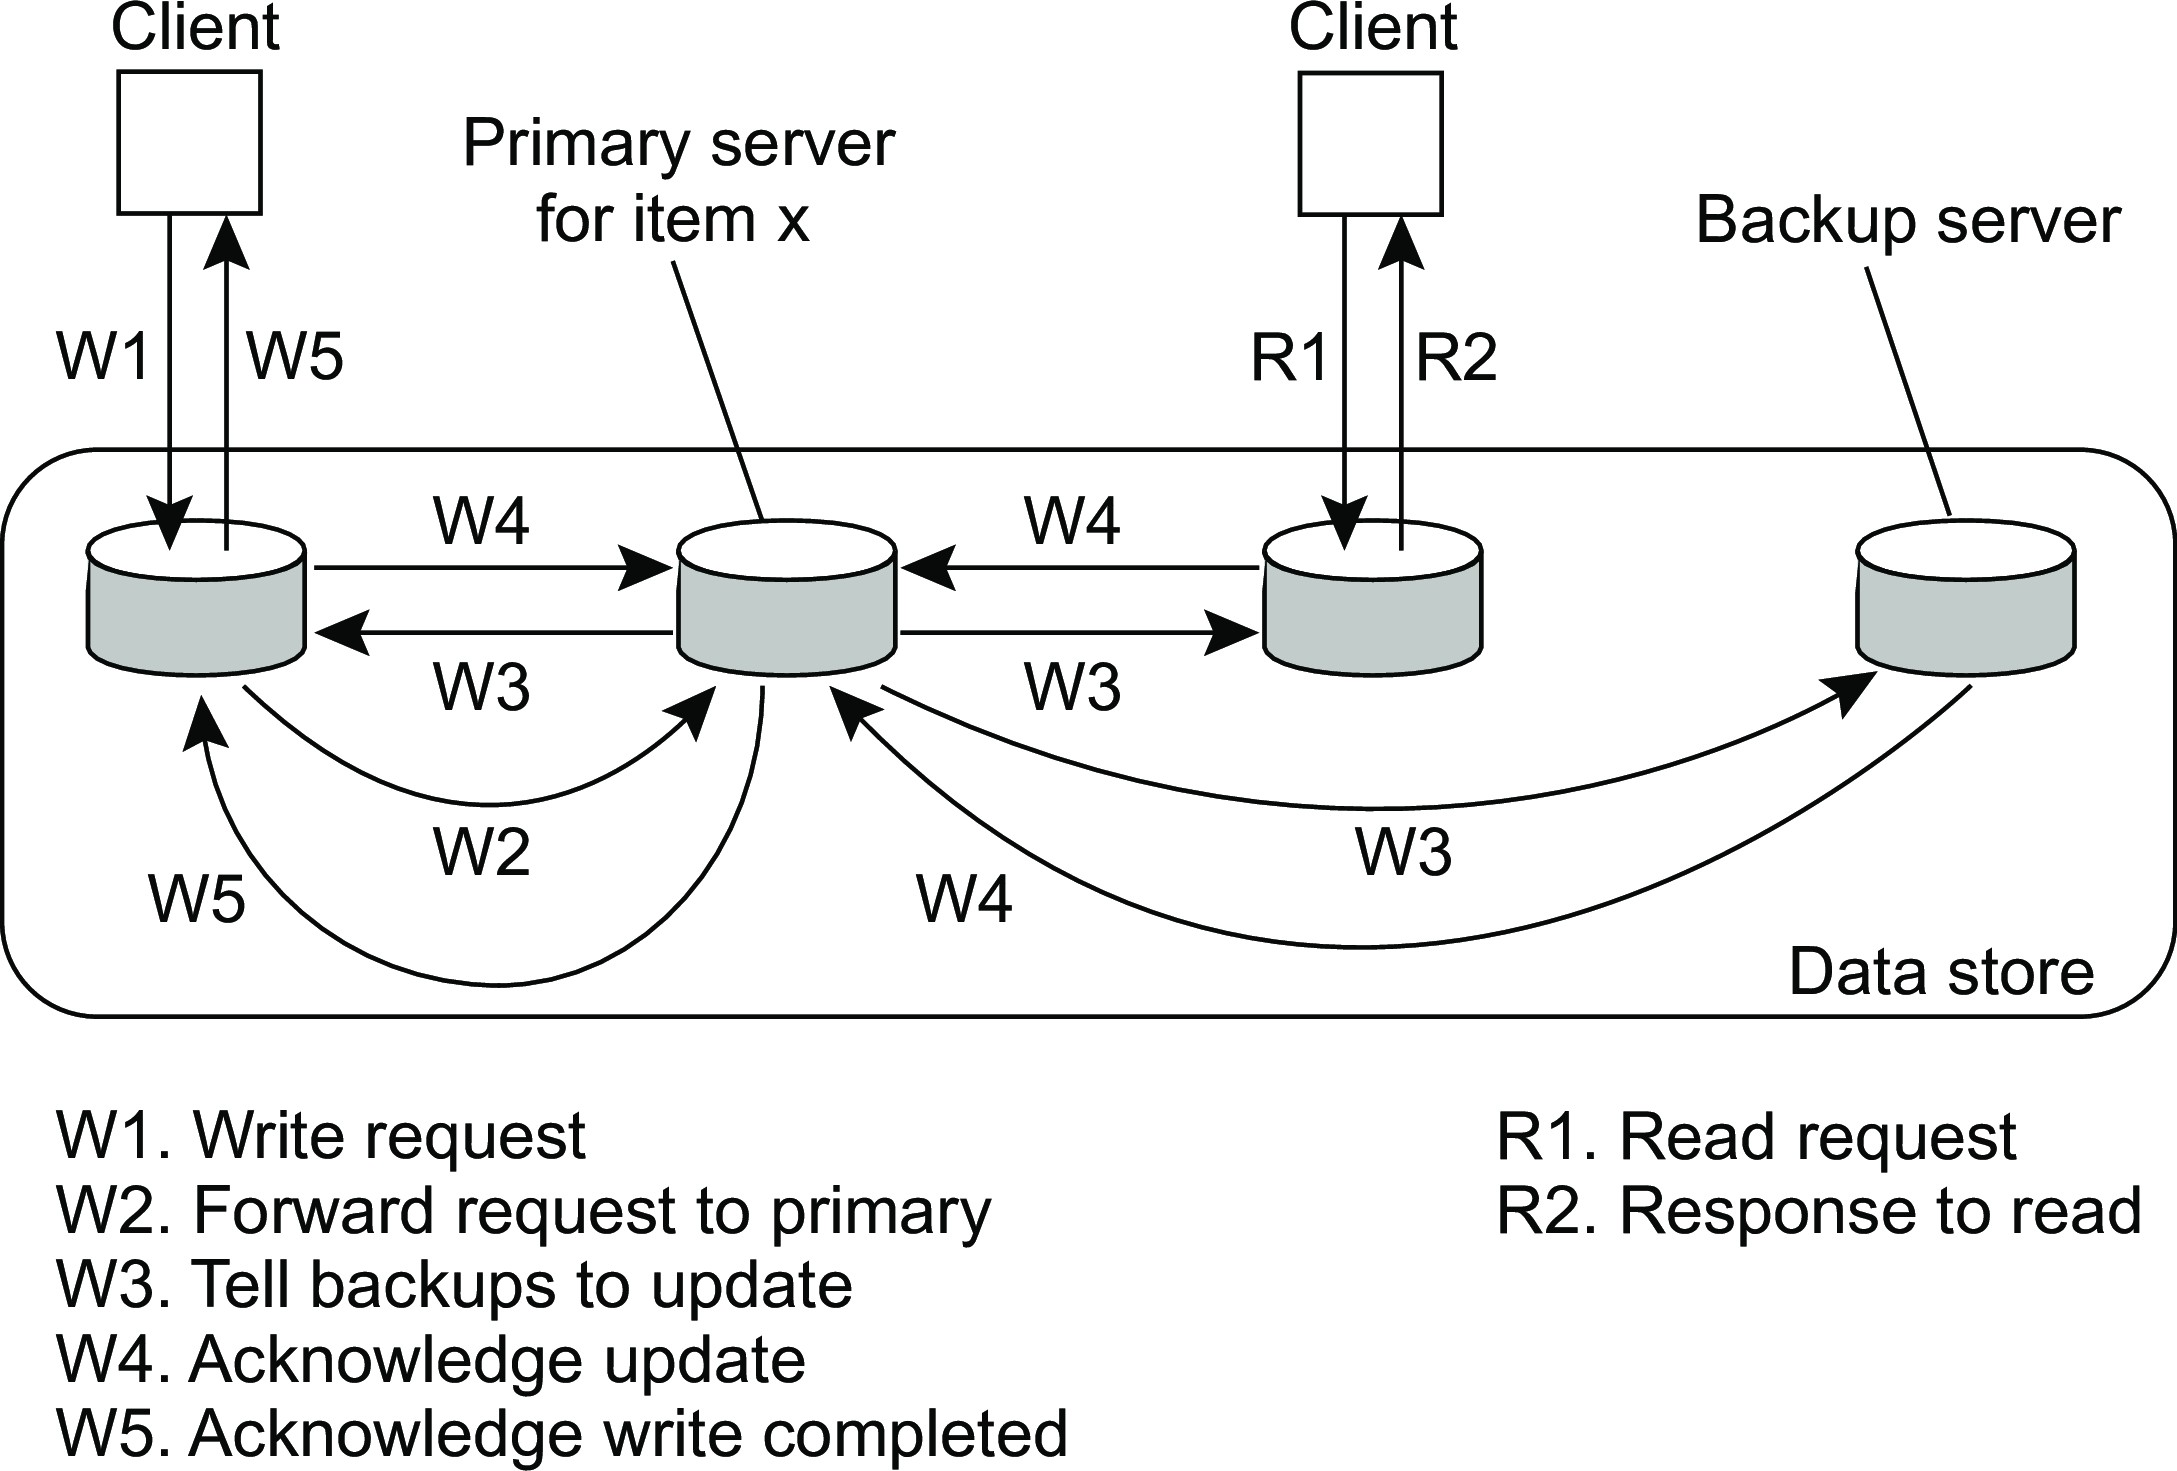 Client
Client
Primary server
for item x
Backup server
W1
W5
R1
R2
W4
W4
W3
W3
W2
W3
W5
W4
Data store
W1. Write request
W2. Forward request to primary
W3. Tell backups to update
W4. Acknowledge update
W5. Acknowledge write completed
R1. Read request
R2. Response to read